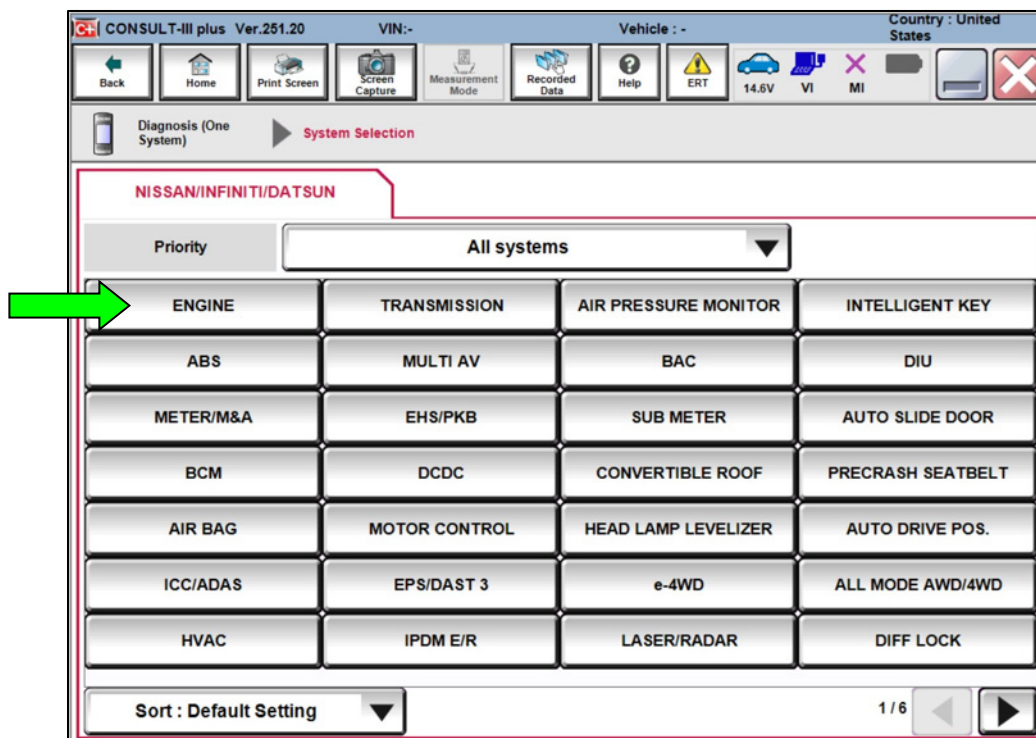 C+ CONSULT-III plus Ver.251.20 VIN:- Vehicle : - Country : United
States
Back Home Print Screen Screen Capture Measurement Mode Recorded Data Help ERT 14.6V VI MI
Diagnosis (One
System) System Selection
NISSAN/INFINITI/DATSUN
Priority All systems
ENGINE TRANSMISSION AIR PRESSURE MONITOR INTELLIGENT KEY
ABS MULTI AV BAC DIU
METER/M&A EHS/PKB SUB METER AUTO SLIDE DOOR
BCM DCDC CONVERTIBLE ROOF PRECRASH SEATBELT
AIR BAG MOTOR CONTROL HEAD LAMP LEVELIZER AUTO DRIVE POS.
ICC/ADAS EPS/DAST 3 e-4WD ALL MODE AWD/4WD
HVAC IPDM E/R LASER/RADAR DIFF LOCK
Sort : Default Setting 1/6